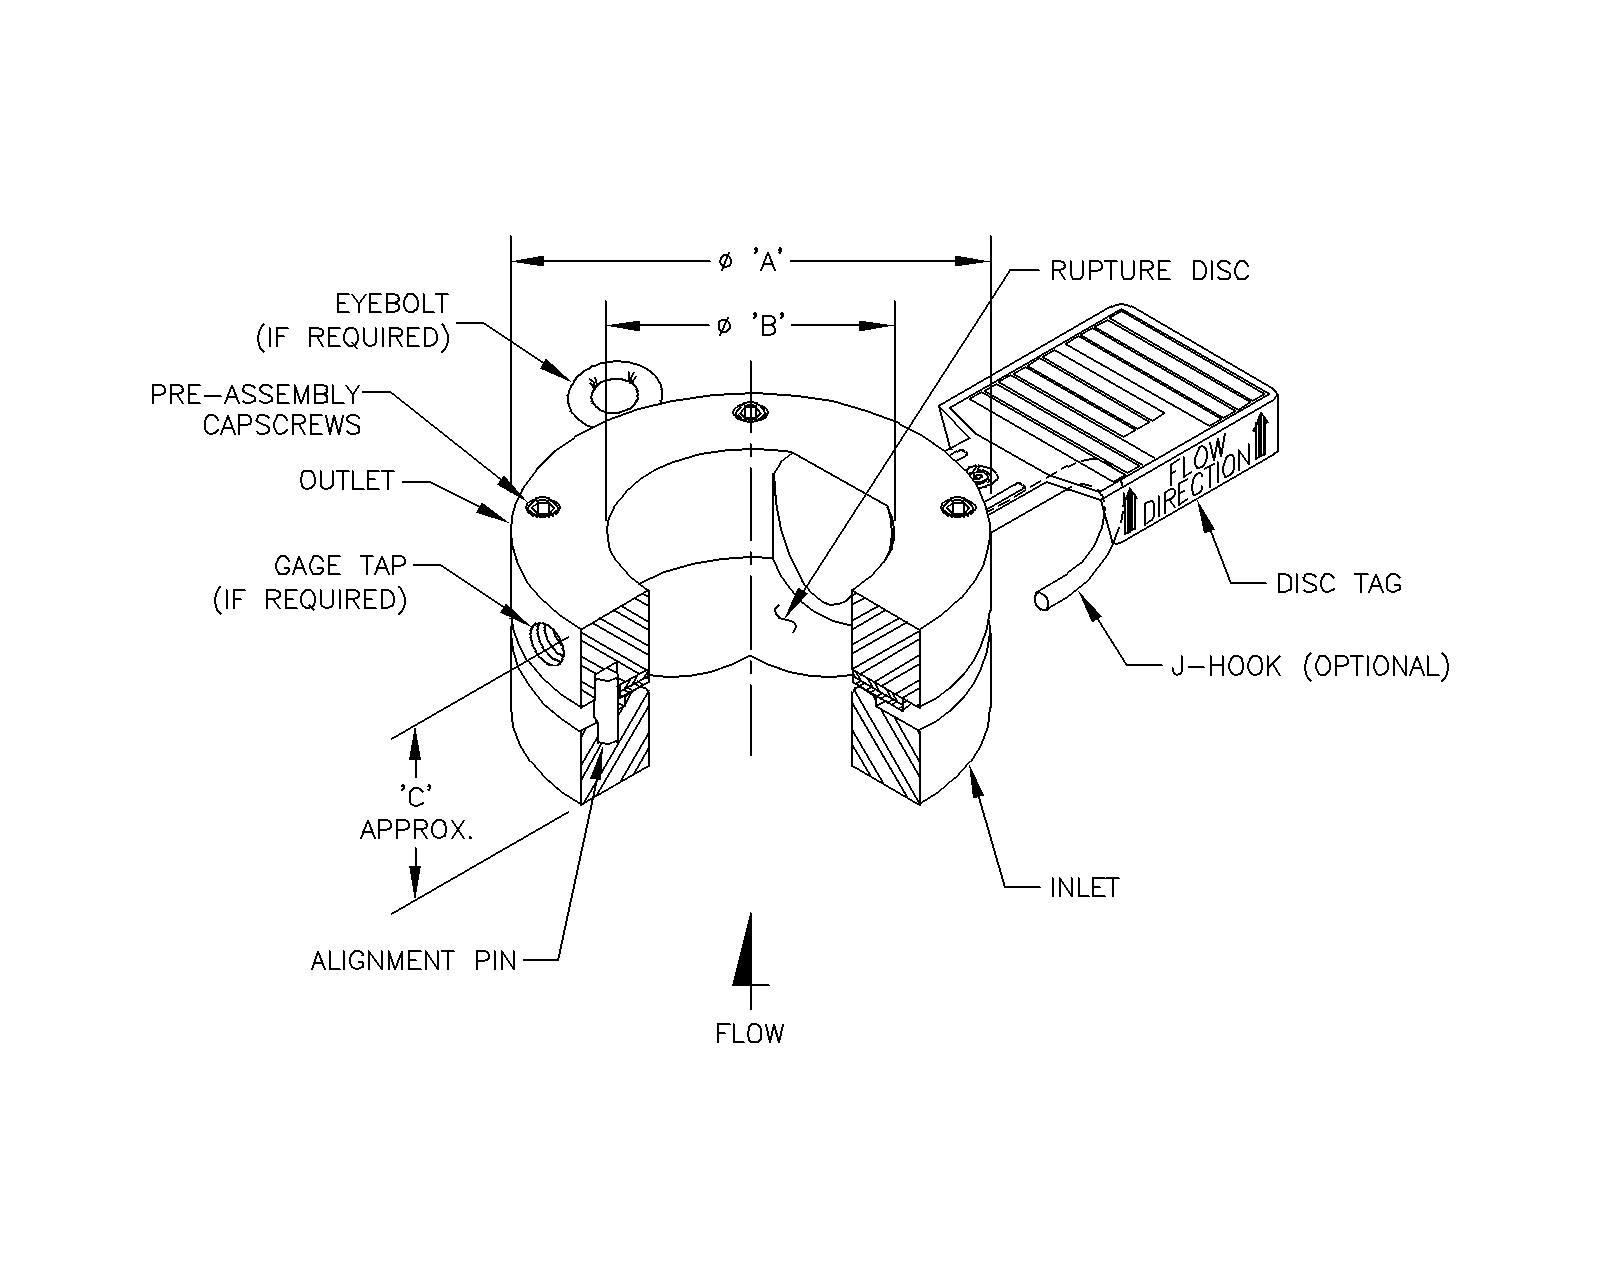 ø 'A'
RUPTURE DISC
EYEBOLT
(IF REQUIRED)
ø 'B'
PRE-ASSEMBLY
CAPSCREWS
OUTLET
FLOW
DIRECTION
GAGE TAP
(IF REQUIRED)
DISC TAG
J-HOOK (OPTIONAL)
'C'
APPROX.
INLET
ALIGNMENT PIN
FLOW